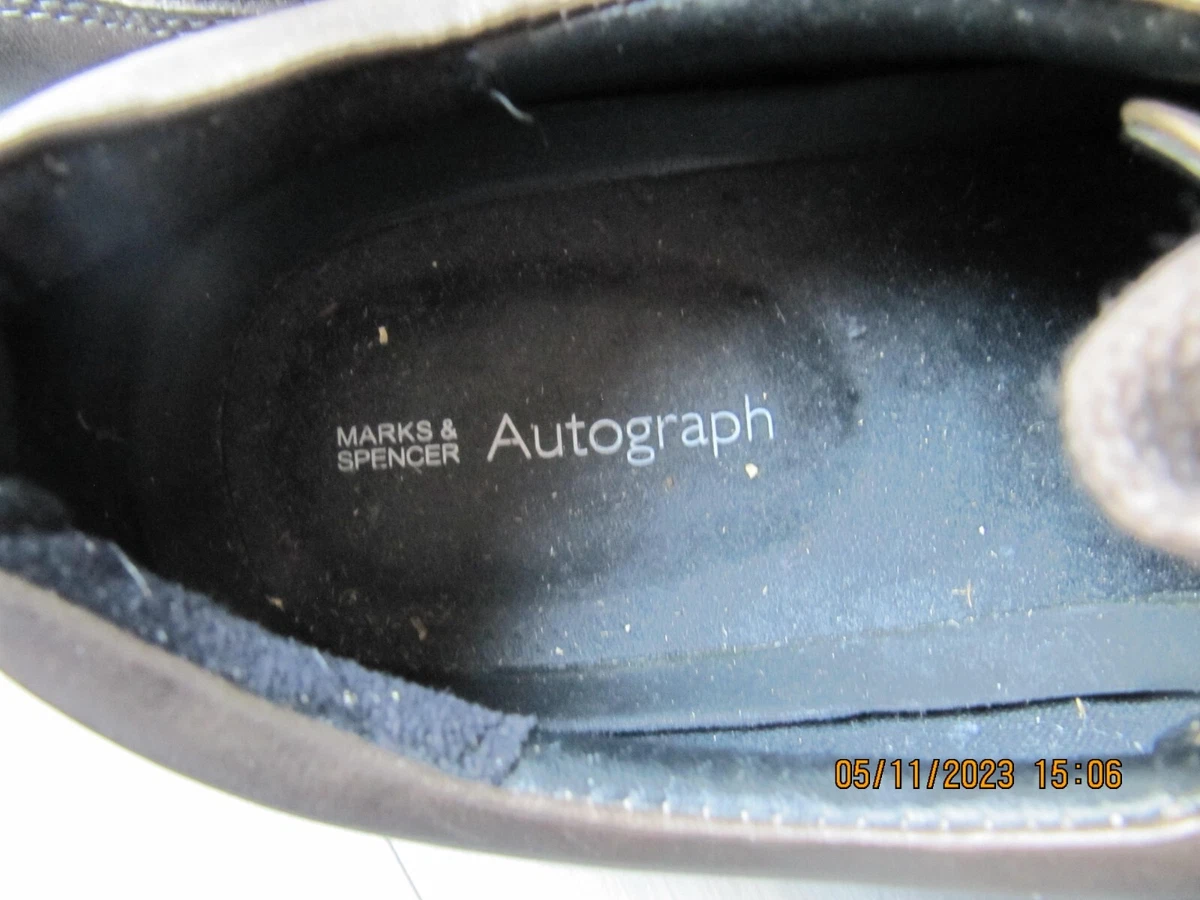 MARKS &
SPENCER
Autograph
05/11/2023 15:06